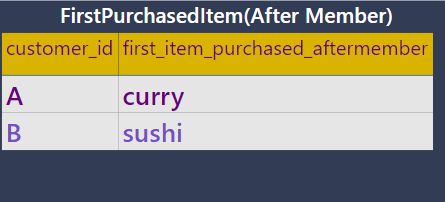 FirstPurchasedItem(After Member)
customer_id first_item_purchased_aftermember
A curry
B sushi